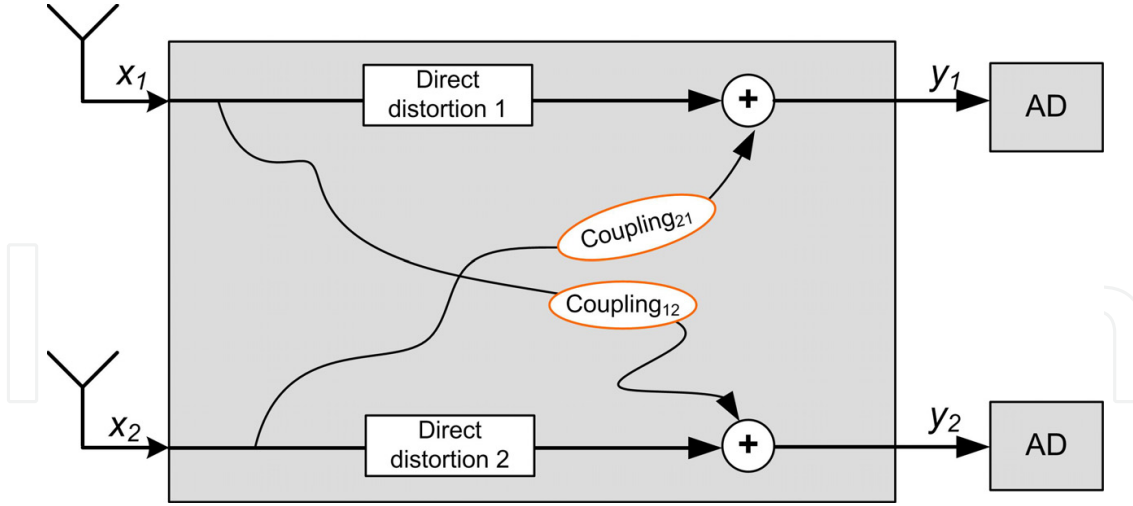 x1
Direct
distortion 1
+
y1
AD
Coupling21
Coupling12
x2
Direct
distortion 2
+
y2
AD